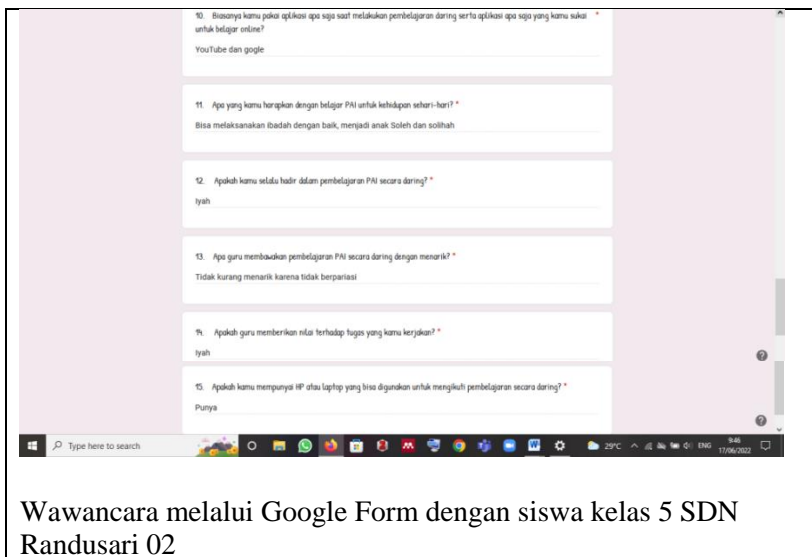 10. Biasanya kamu pakai aplikasi apa saja saat melakukan pembelajaran daring serta aplikasi apa saja yang kamu sukai *
untuk belajar online?
YouTube dan gogle
11. Apa yang kamu harapkan dengan belajar PAI untuk kehidupan sehari-hari? *
Bisa melaksanakan ibadah dengan baik, menjadi anak Soleh dan solihah
12. Apakah kamu selalu hadir dalam pembelajaran PAI secara daring? *
Iyah
13. Apa guru membawakan pembelajaran PAI secara daring dengan menarik? *
Tidak kurang menarik karena tidak berpariasi
14. Apakah guru memberikan nilai terhadap tugas yang kamu kerjakan? *
Iyah
15. Apakah kamu mempunyai HP atau laptop yang bisa digunakan untuk mengikuti pembelajaran secara daring? *
Punya
Type here to search
29°C ENG 9:46
17/06/2022
Wawancara melalui Google Form dengan siswa kelas 5 SDN
Randusari 02